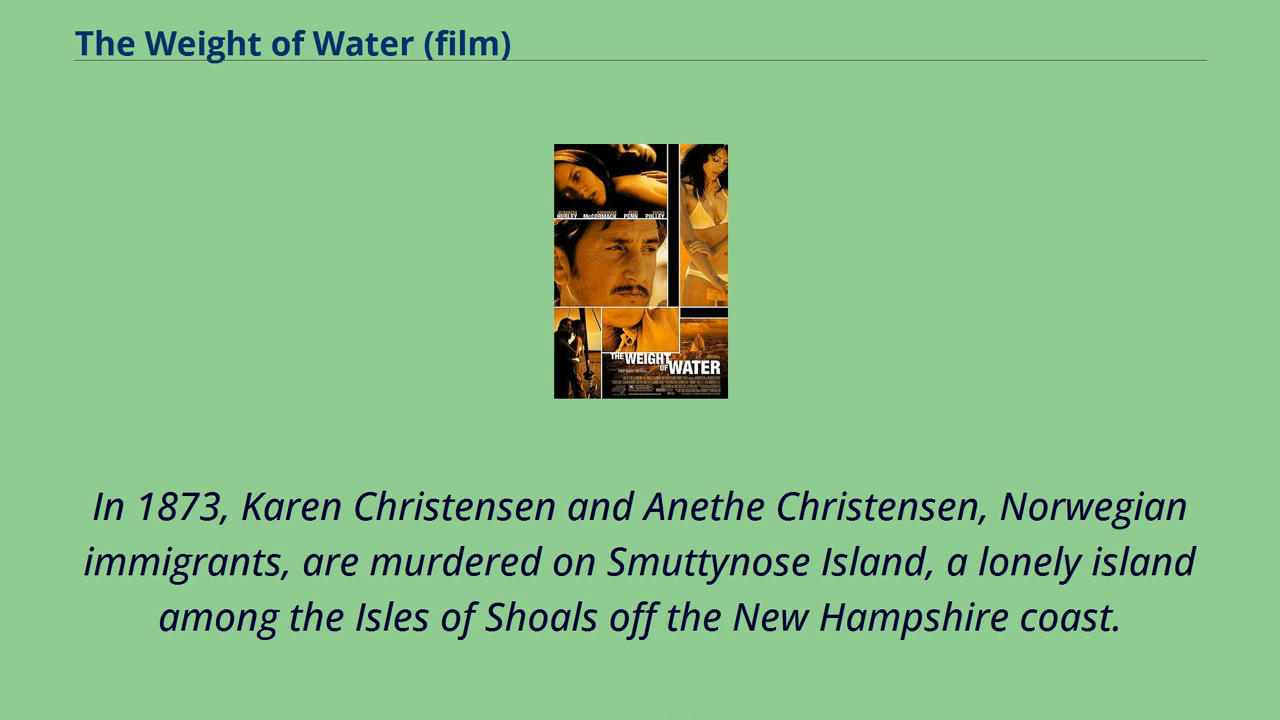 The Weight of Water (film)
HURLEY McCORMACK PENN POLLEY
THE WEIGHT
OF WATER
In 1873, Karen Christensen and Anethe Christensen, Norwegian
immigrants, are murdered on Smuttynose Island, a lonely island
among the Isles of Shoals off the New Hampshire coast.